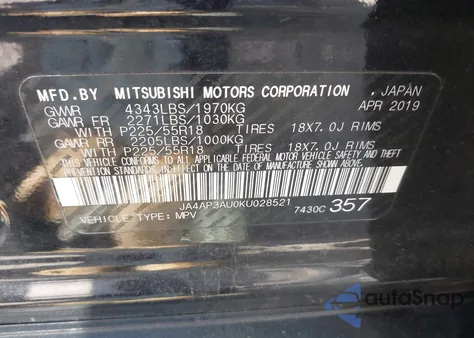 MFD.BY MITSUBISHI MOTORS CORPORATION , JAPAN
GVWR 4343LBS/1970KG APR 2019
GAWR FR 2271LBS/1030KG
WITH P225/55R18 TIRES 18X7.0J RIMS
GAWR RR 2205LBS/1000KG
WITH P225/55R18 TIRES 18X7.0J RIMS
THIS VEHICLE CONFORMS TO ALL APPLICABLE FEDERAL MOTOR VEHICLE SAFETY AND
THEFT PREVENTION STANDARDS IN EFFECT ON THE DATE OF
MANUFACTURE SHOWN ABOVE.
JA4AP3AU0KU028521 7430C 357
VEHICLE TYPE: MPV
autoSnap